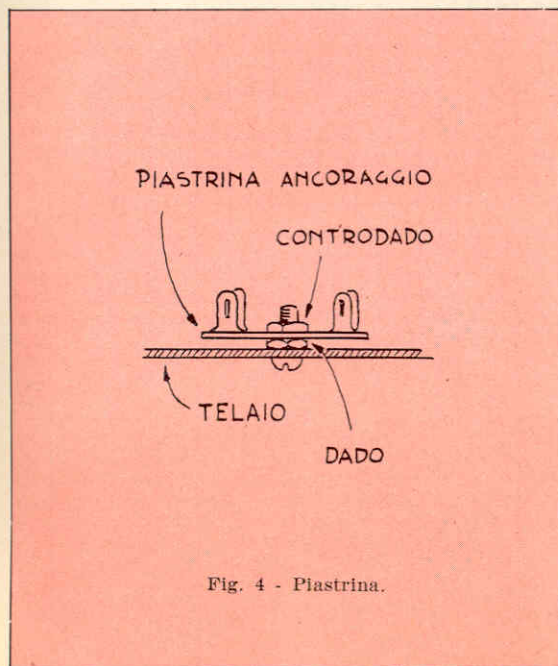 PIASTRINA ANCORAGGIO
CONTRODADO
TELAIO
DADO
Fig. 4 - Piastrina.